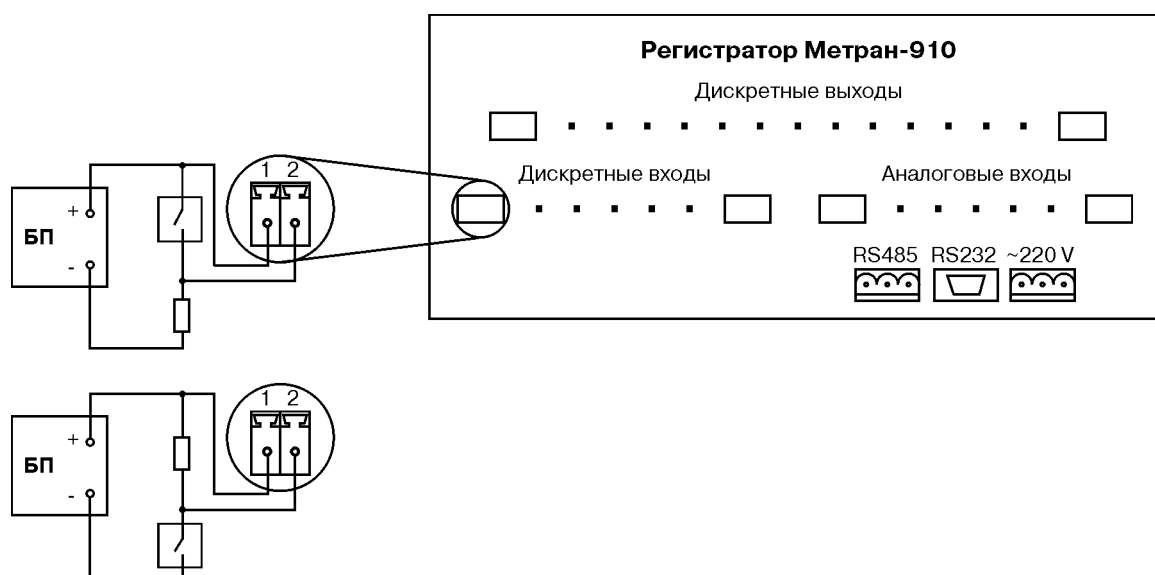 Регистратор Метран-910
Дискретные выходы
1 2
Дискретные входы
Аналоговые входы
+
БП
-
RS485 RS232 ~220 V
1 2
+
БП
-